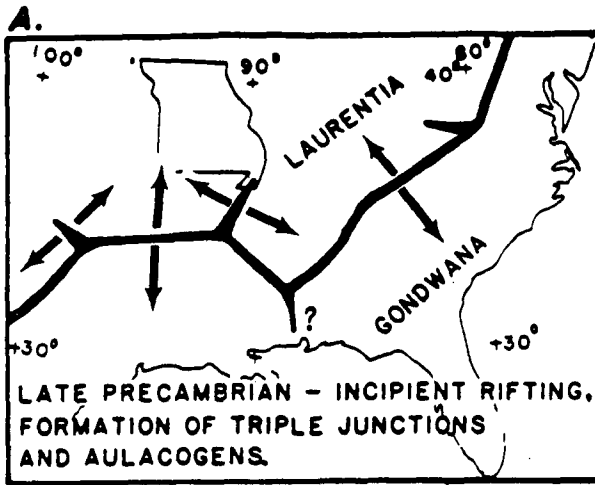 A.
100°
90°
80°
40°
LAURENTIA
GONDWANA
?
+30°
+30°
LATE PRECAMBRIAN – INCIPIENT RIFTING,
FORMATION OF TRIPLE JUNCTIONS
AND AULACOGENS.